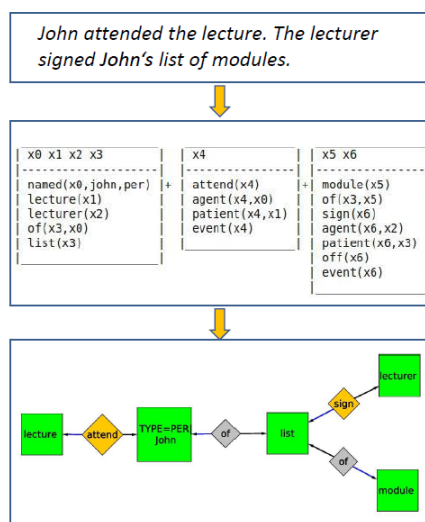 John attended the lecture. The lecturer
signed John‘s list of modules.
| x0 x1 x2 x3 | | x4 | | x5 x6 |
|-------------------| |----------------| |----------------|
| named(x0,john,per)|+ | attend(x4) |+| module(x5) |
| lecture(x1) | | agent(x4,x0) | | of(x3,x5) |
| lecturer(x2) | | patient(x4,x1) | | sign(x6) |
| of(x3,x0) | | event(x4) | | agent(x6,x2) |
| list(x3) | |________________| | patient(x6,x3) |
|___________________| | off(x6) |
| event(x6) |
|________________|
lecturer
sign
TYPE=PER
lecture attend John of list
of
module